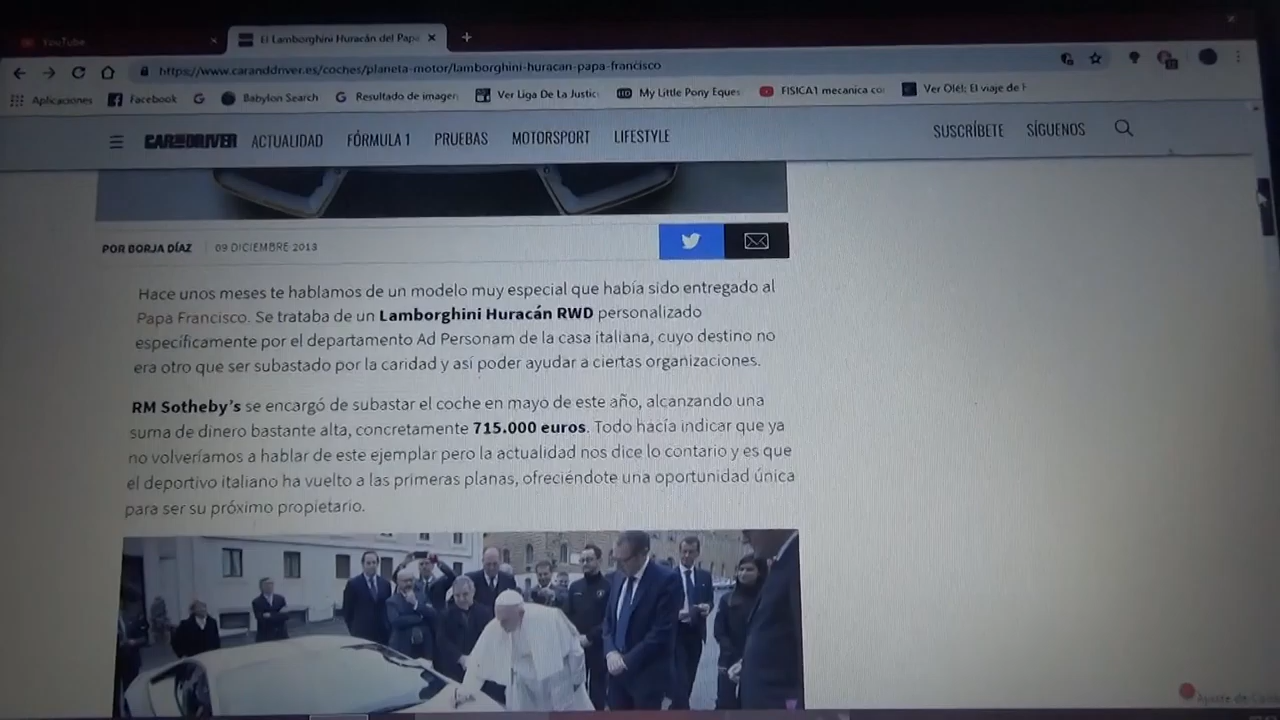 YouTube
El Lamborghini Huracán del Papa
https://www.caranddriver.es/coches/planeta-motor/lamborghini-huracan-papa-francisco
Aplicaciones Facebook G Babylon Search Resultado de imagen Ver Liga De La Justic My Little Pony Eques FISICA1 mecanica co Ver Olé!: El viaje de F
CAR AND DRIVER ACTUALIDAD FÓRMULA 1 PRUEBAS MOTORSPORT LIFESTYLE SUSCRÍBETE SÍGUENOS
POR BORJA DÍAZ 09 DICIEMBRE 2018
Hace unos meses te hablamos de un modelo muy especial que había sido entregado al
Papa Francisco. Se trataba de un Lamborghini Huracán RWD personalizado
específicamente por el departamento Ad Personam de la casa italiana, cuyo destino no
era otro que ser subastado por la caridad y así poder ayudar a ciertas organizaciones.
RM Sotheby's se encargó de subastar el coche en mayo de este año, alcanzando una
suma de dinero bastante alta, concretamente 715.000 euros. Todo hacía indicar que ya
no volveríamos a hablar de este ejemplar pero la actualidad nos dice lo contario y es que
el deportivo italiano ha vuelto a las primeras planas, ofreciéndote una oportunidad única
para ser su próximo propietario.